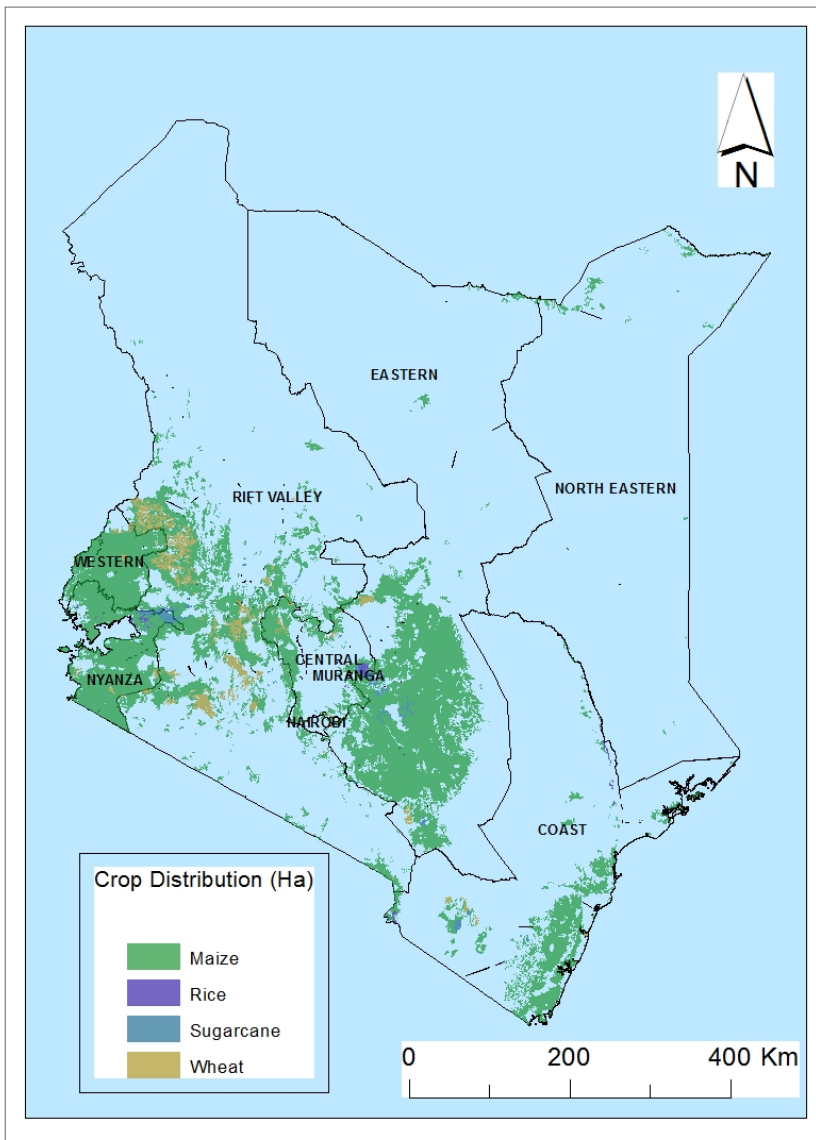 N
EASTERN
NORTH EASTERN
RIFT VALLEY
WESTERN
CENTRAL
MURANGA
NYANZA
NAIROBI
COAST
Crop Distribution (Ha)
Maize
Rice
Sugarcane
Wheat
0 200 400 Km